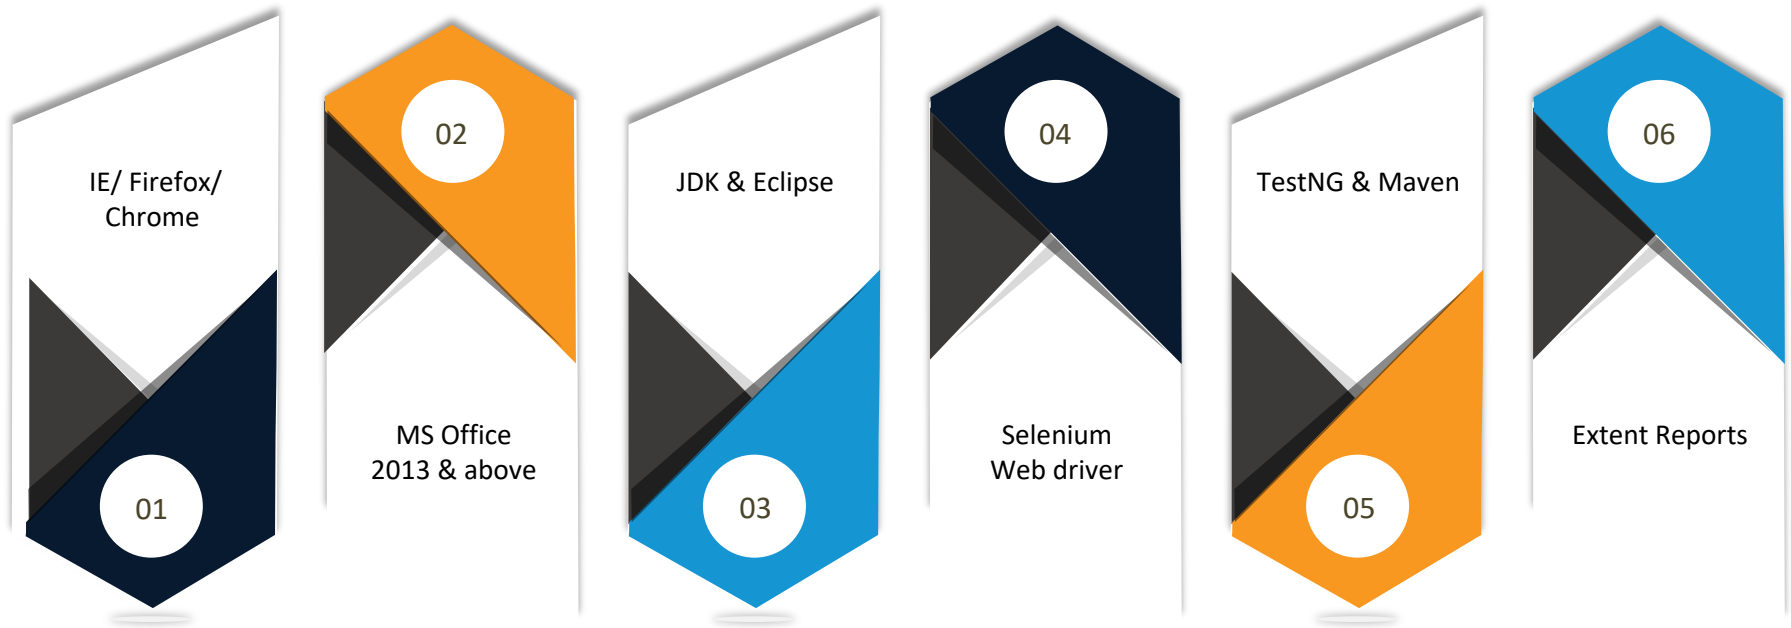 IE/ Firefox/
Chrome
01
02
MS Office
2013 & above
JDK & Eclipse
03
04
Selenium
Web driver
TestNG & Maven
05
06
Extent Reports